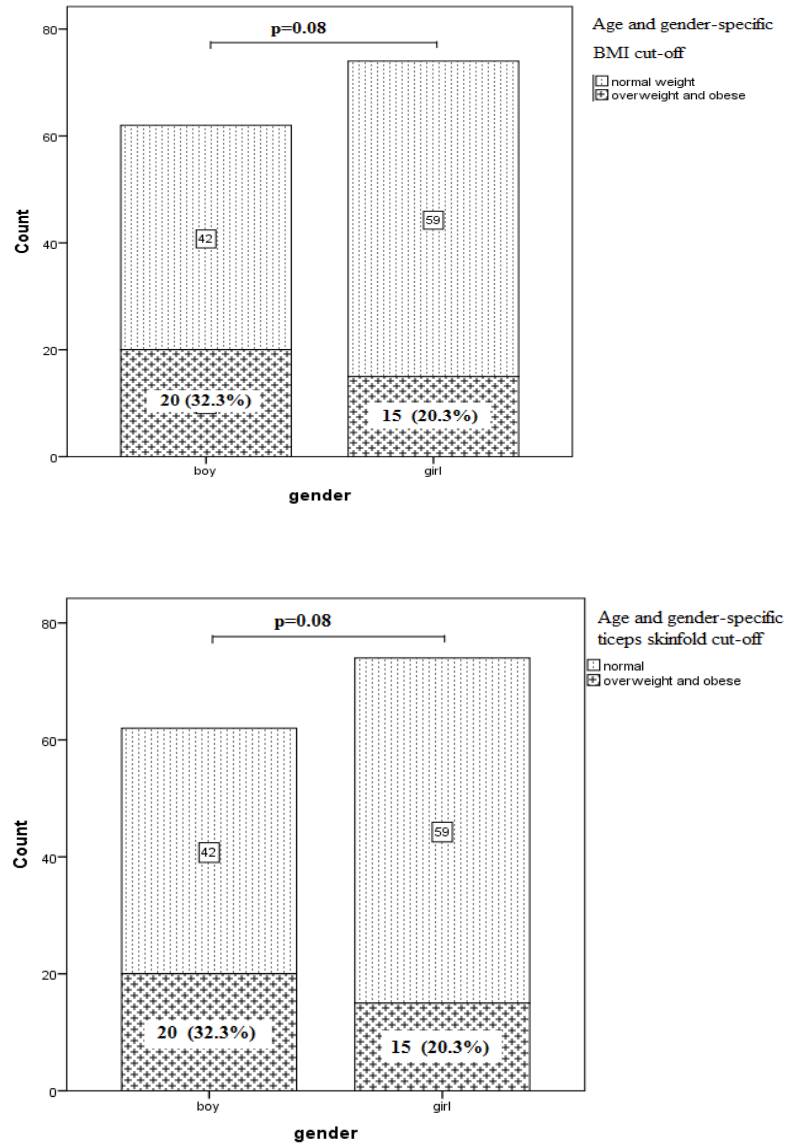 80
60
40
20
0
Count
p=0.08
42
59
20 (32.3%)
15 (20.3%)
boy
girl
gender
Age and gender-specific
BMI cut-off
normal weight
overweight and obese
80
60
40
20
0
Count
p=0.08
42
59
20 (32.3%)
15 (20.3%)
boy
girl
gender
Age and gender-specific
ticeps skinfold cut-off
normal
overweight and obese